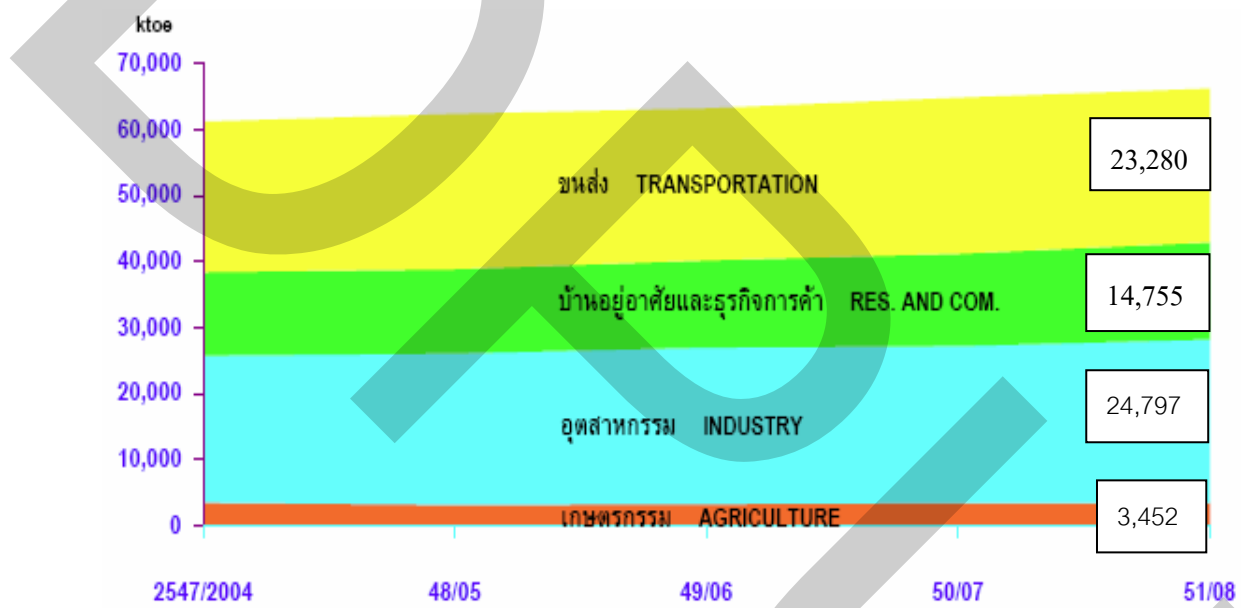 ktoe
70,000
60,000
50,000
40,000
30,000
20,000
10,000
0
ขนส่ง TRANSPORTATION
23,280
บ้านอยู่อาศัยและธุรกิจการค้า RES. AND COM.
14,755
อุตสาหกรรม INDUSTRY
24,797
เกษตรกรรม AGRICULTURE
3,452
2547/2004 48/05 49/06 50/07 51/08